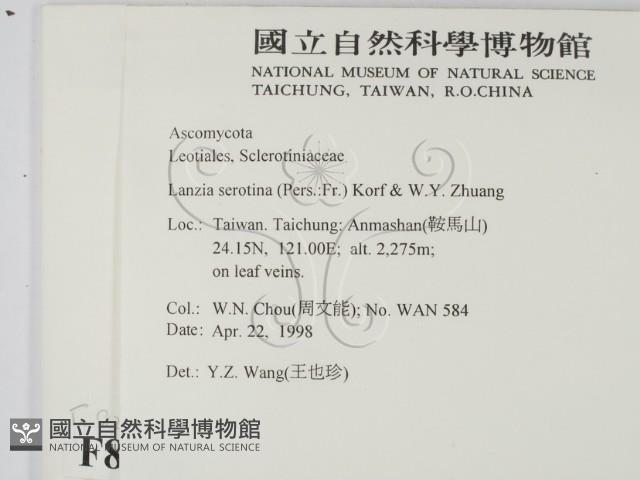 國立自然科學博物館
NATIONAL MUSEUM OF NATURAL SCIENCE
TAICHUNG, TAIWAN, R.O.CHINA
Ascomycota
Leotiales, Sclerotiniaceae
Lanzia serotina (Pers.:Fr.) Korf & W.Y. Zhuang
Loc.: Taiwan. Taichung: Anmashan(鞍馬山)
24.15N, 121.00E; alt. 2,275m;
on leaf veins.
Col.: W.N. Chou(周文能); No. WAN 584
Date: Apr. 22, 1998
Det.: Y.Z. Wang(王也珍)
國立自然科學博物館
NATIONAL MUSEUM OF NATURAL SCIENCE
F8